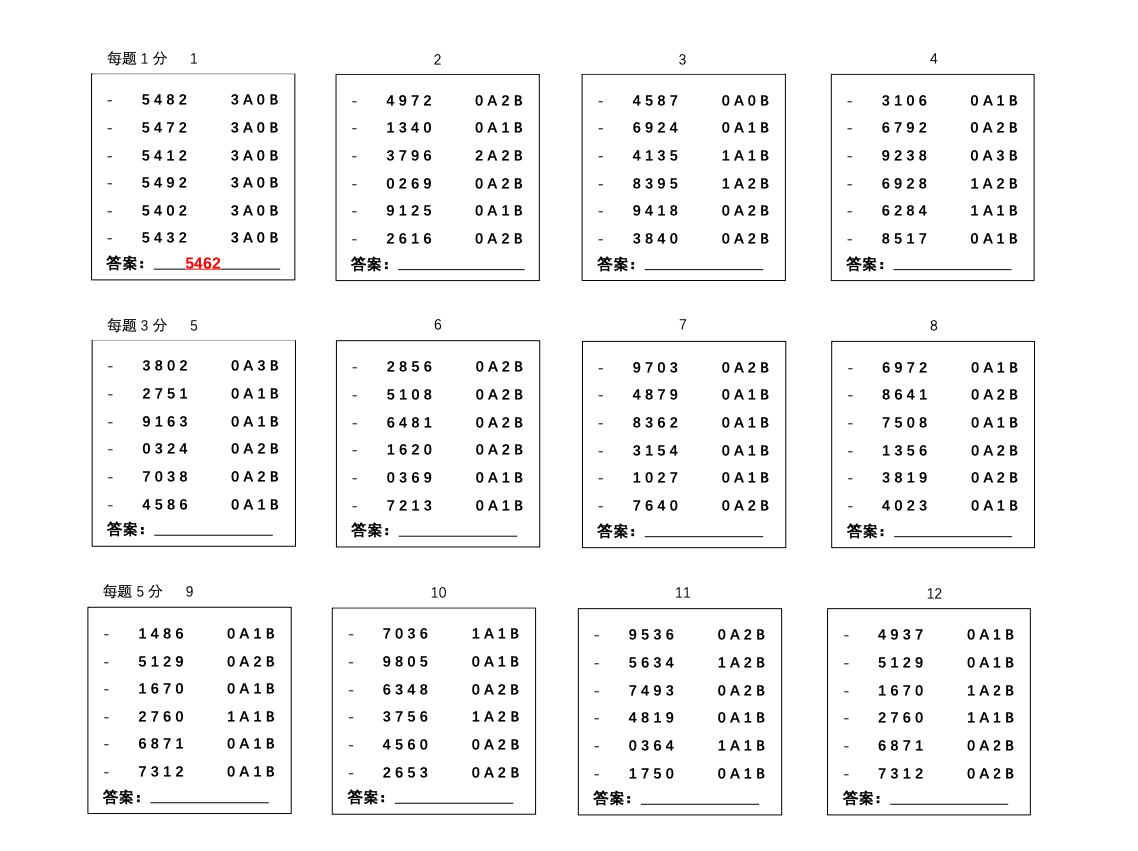 每题 1 分 1
- 5482 3A0B
- 5472 3A0B
- 5412 3A0B
- 5492 3A0B
- 5402 3A0B
- 5432 3A0B
答案：5462
2
- 4972 0A2B
- 1340 0A1B
- 3796 2A2B
- 0269 0A2B
- 9125 0A1B
- 2616 0A2B
答案：
3
- 4587 0A0B
- 6924 0A1B
- 4135 1A1B
- 8395 1A2B
- 9418 0A2B
- 3840 0A2B
答案：
4
- 3106 0A1B
- 6792 0A2B
- 9238 0A3B
- 6928 1A2B
- 6284 1A1B
- 8517 0A1B
答案：
每题 3 分 5
- 3802 0A3B
- 2751 0A1B
- 9163 0A1B
- 0324 0A2B
- 7038 0A2B
- 4586 0A1B
答案：
6
- 2856 0A2B
- 5108 0A2B
- 6481 0A2B
- 1620 0A2B
- 0369 0A1B
- 7213 0A1B
答案：
7
- 9703 0A2B
- 4879 0A1B
- 8362 0A1B
- 3154 0A1B
- 1027 0A1B
- 7640 0A2B
答案：
8
- 6972 0A1B
- 8641 0A2B
- 7508 0A1B
- 1356 0A2B
- 3819 0A2B
- 4023 0A1B
答案：
每题 5 分 9
- 1486 0A1B
- 5129 0A2B
- 1670 0A1B
- 2760 1A1B
- 6871 0A1B
- 7312 0A1B
答案：
10
- 7036 1A1B
- 9805 0A1B
- 6348 0A2B
- 3756 1A2B
- 4560 0A2B
- 2653 0A2B
答案：
11
- 9536 0A2B
- 5634 1A2B
- 7493 0A2B
- 4819 0A1B
- 0364 1A1B
- 1750 0A1B
答案：
12
- 4937 0A1B
- 5129 0A1B
- 1670 1A2B
- 2760 1A1B
- 6871 0A2B
- 7312 0A2B
答案：